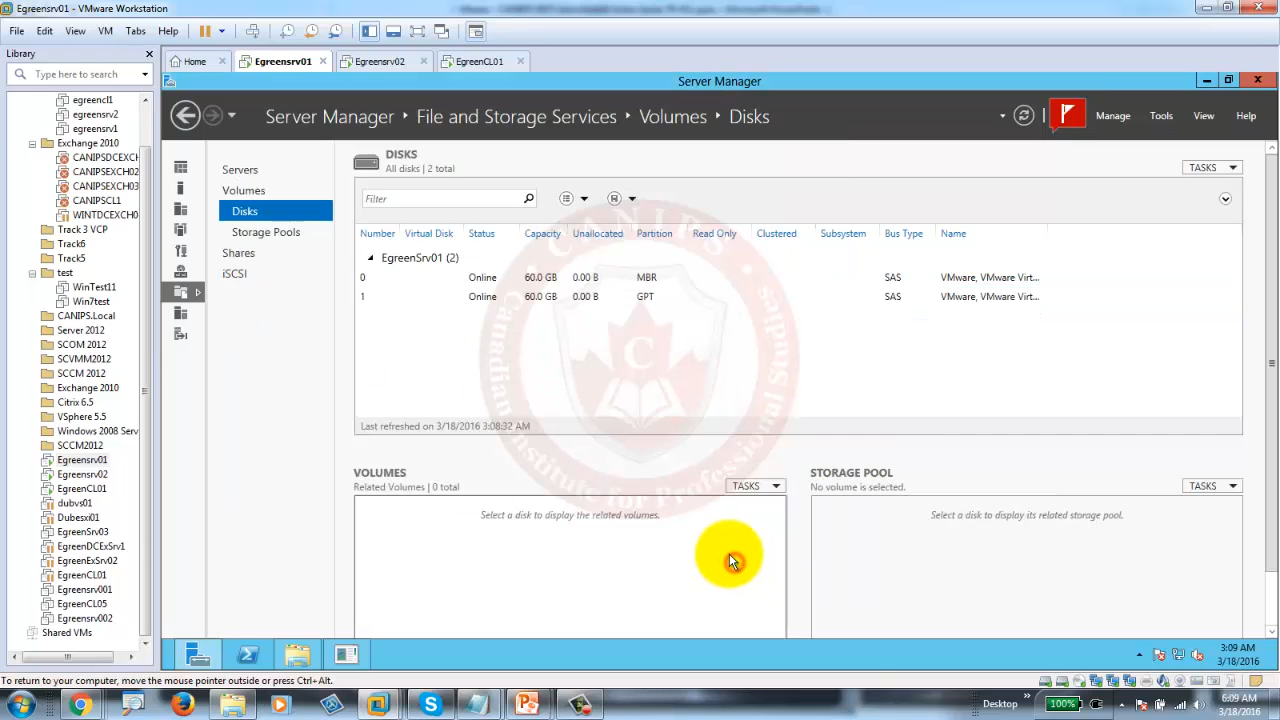 Egreensrv01 - VMware Workstation
File Edit View VM Tabs Help
Library
Type here to search
Home Egreensrv01 Egreensrv02 EgreenCL01
Server Manager
egreencl1
egreensrv2
egreensrv1
Exchange 2010
CANIPSDCEXCH
CANIPSEXCH02
CANIPSEXCH03
CANIPSCL1
WINTDCEXCH0
Track 3 VCP
Track6
Track5
test
WinTest11
Win7test
CANIPS.Local
Server 2012
SCOM 2012
SCVMM2012
SCCM 2012
Exchange 2010
Citrix 6.5
VSphere 5.5
Windows 2008 Serv
SCCM2012
Egreensrv01
Egreensrv02
EgreenCL01
dubvs01
Dubesxi01
EgreenSrv03
EgreenDCExSrv1
EgreenExSrv02
EgreenCL01
Egreensrv001
EgreenCL05
Egreensrv002
Shared VMs
Server Manager File and Storage Services Volumes Disks
Manage Tools View Help
Servers
Volumes
Disks
Storage Pools
Shares
iSCSI
DISKS
All disks | 2 total
TASKS
Filter
Number Virtual Disk Status Capacity Unallocated Partition Read Only Clustered Subsystem Bus Type Name
EgreenSrv01 (2)
0 Online 60.0 GB 0.00 B MBR SAS VMware, VMware Virt...
1 Online 60.0 GB 0.00 B GPT SAS VMware, VMware Virt...
Last refreshed on 3/18/2016 3:08:32 AM
VOLUMES
Related Volumes | 0 total
TASKS
Select a disk to display the related volumes.
STORAGE POOL
No volume is selected.
TASKS
Select a disk to display its related storage pool.
CANIPS
C
Canadian Institute for Professional Studies
3:09 AM
3/18/2016
To return to your computer, move the mouse pointer outside or press Ctrl+Alt.
Desktop
100%
6:09 AM
3/18/2016